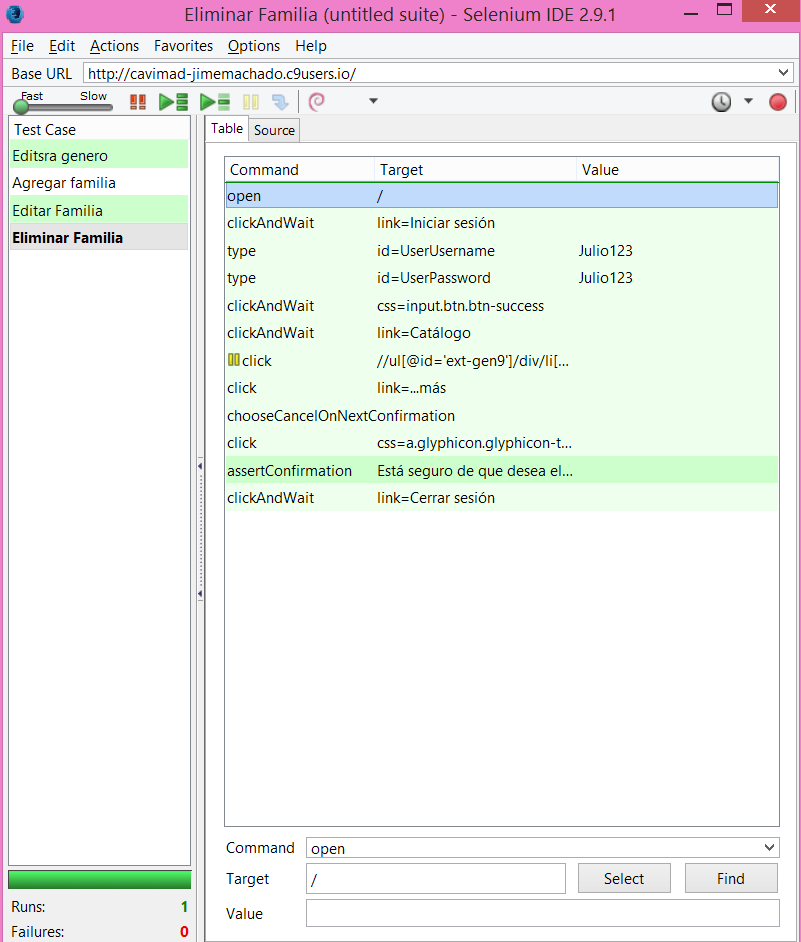 Eliminar Familia (untitled suite) - Selenium IDE 2.9.1
File Edit Actions Favorites Options Help
Base URL http://cavimad-jimemachado.c9users.io/
Fast Slow
Test Case
Editsra genero
Agregar familia
Editar Familia
Eliminar Familia
Table Source
Command Target Value
open /
clickAndWait link=Iniciar sesión
type id=UserUsername Julio123
type id=UserPassword Julio123
clickAndWait css=input.btn.btn-success
clickAndWait link=Catálogo
click //ul[@id='ext-gen9']/div/li[...
click link=...más
chooseCancelOnNextConfirmation
click css=a.glyphicon.glyphicon-t...
assertConfirmation Está seguro de que desea el...
clickAndWait link=Cerrar sesión
Command open
Target / Select Find
Value
Runs: 1
Failures: 0